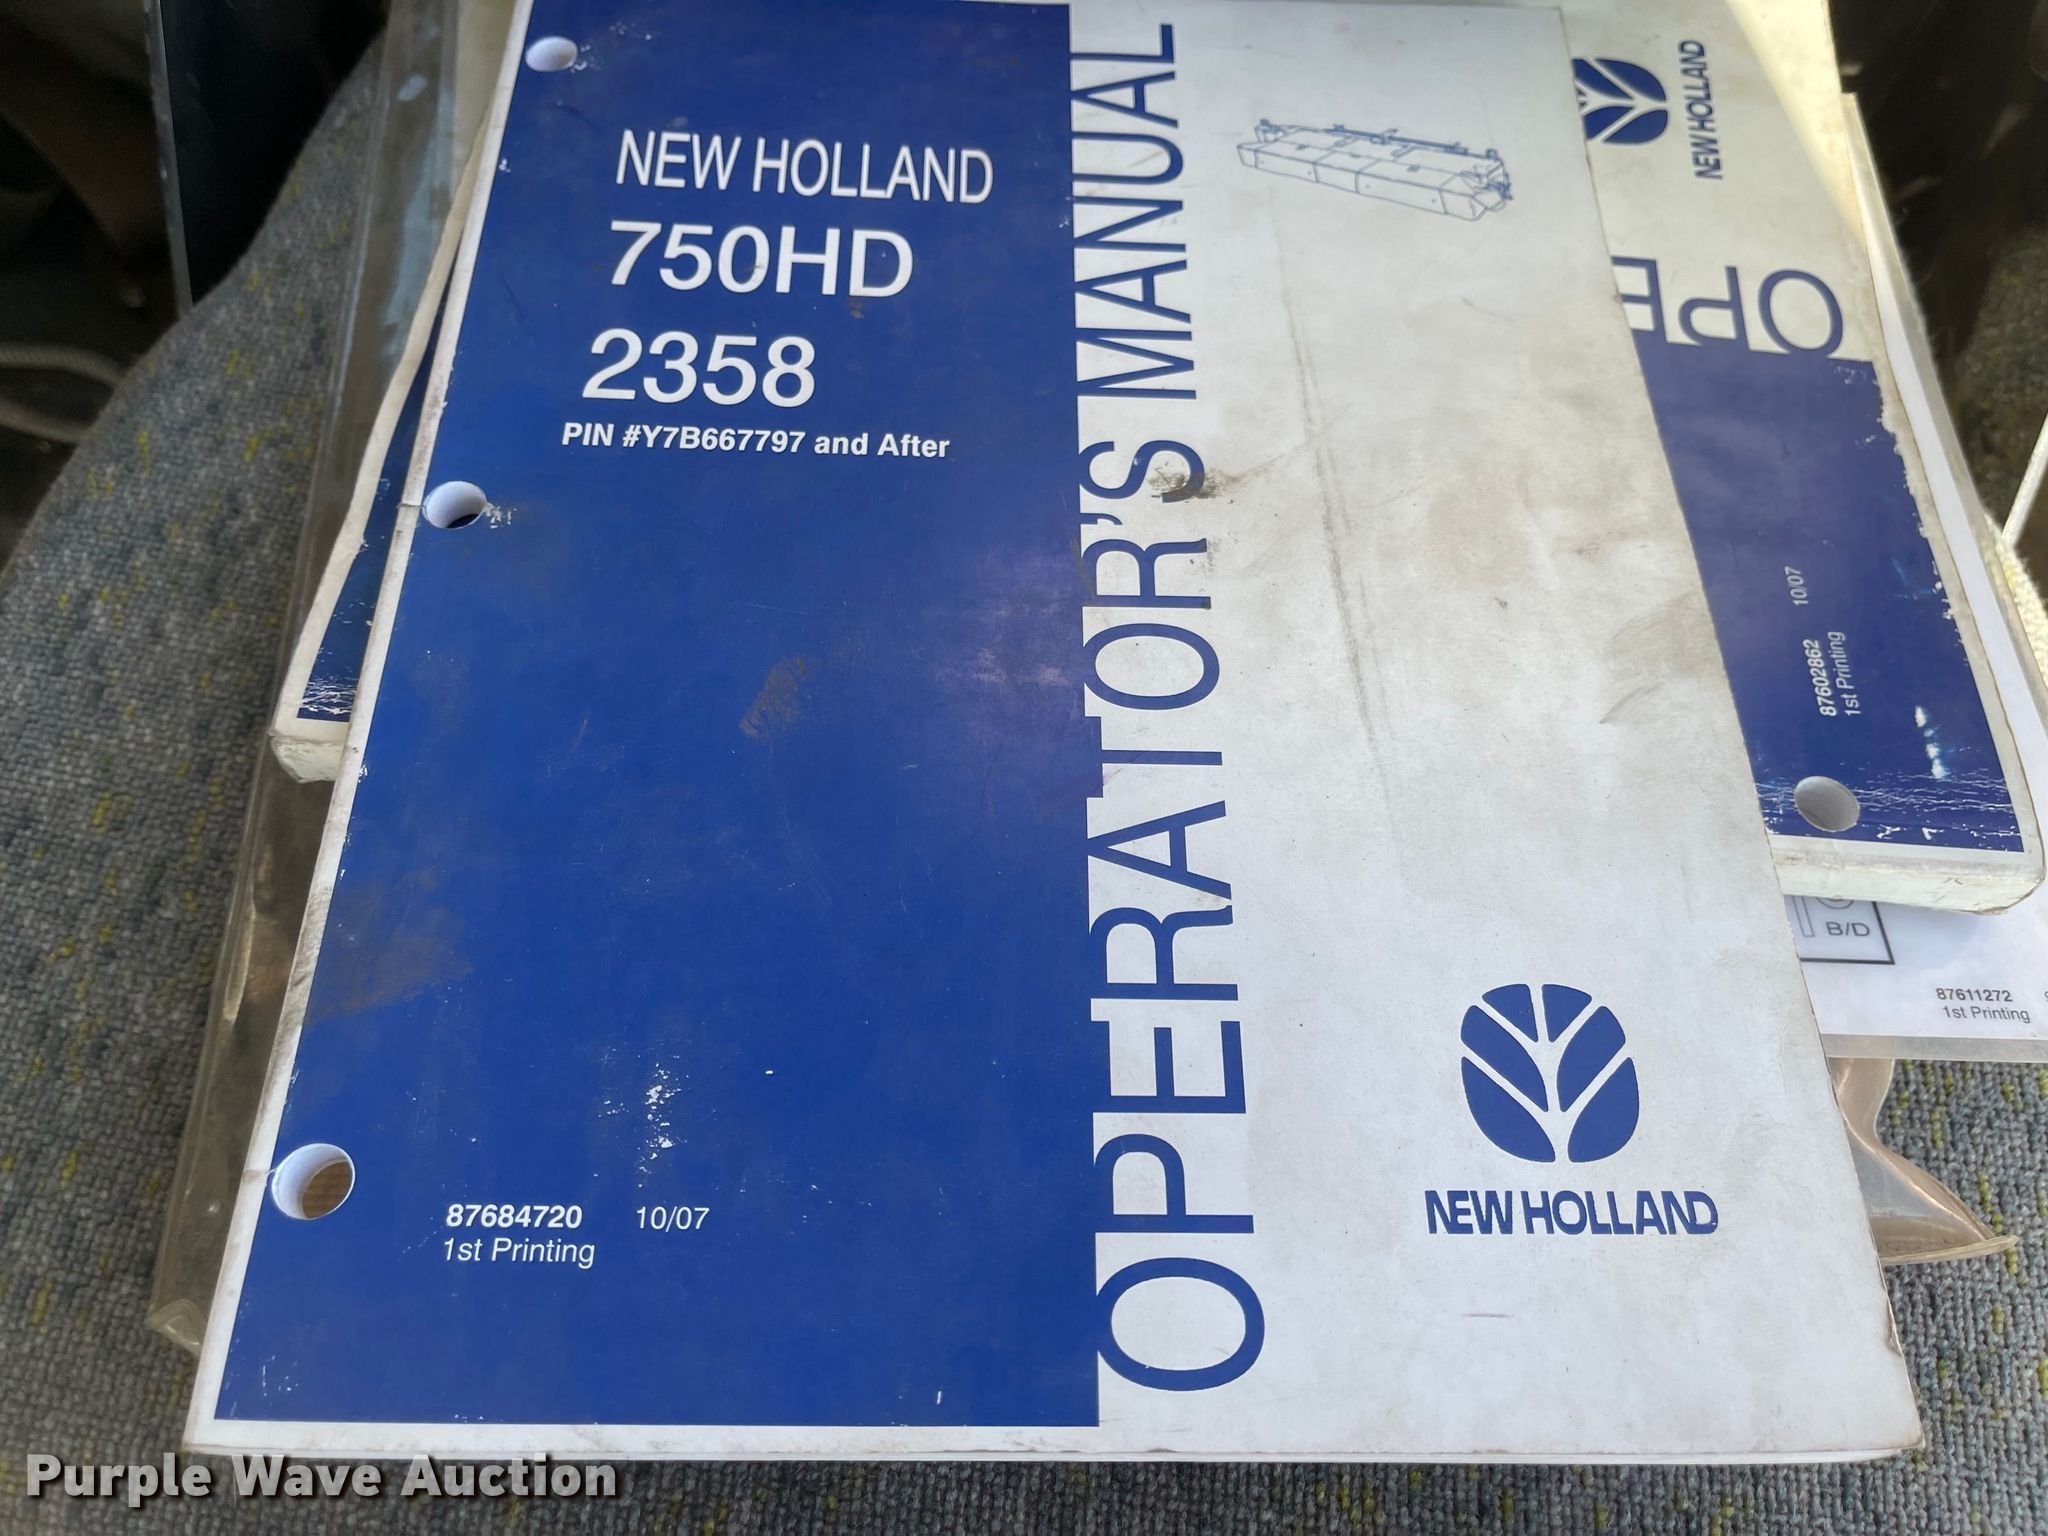 NEW HOLLAND
750HD
2358
PIN #Y7B667797 and After
87684720 10/07
1st Printing
OPERATOR'S MANUAL
NEW HOLLAND
NEW HOLLAND
OPE
87602862 10/07
1st Printing
B/D
87611272
1st Printing
Purple Wave Auction